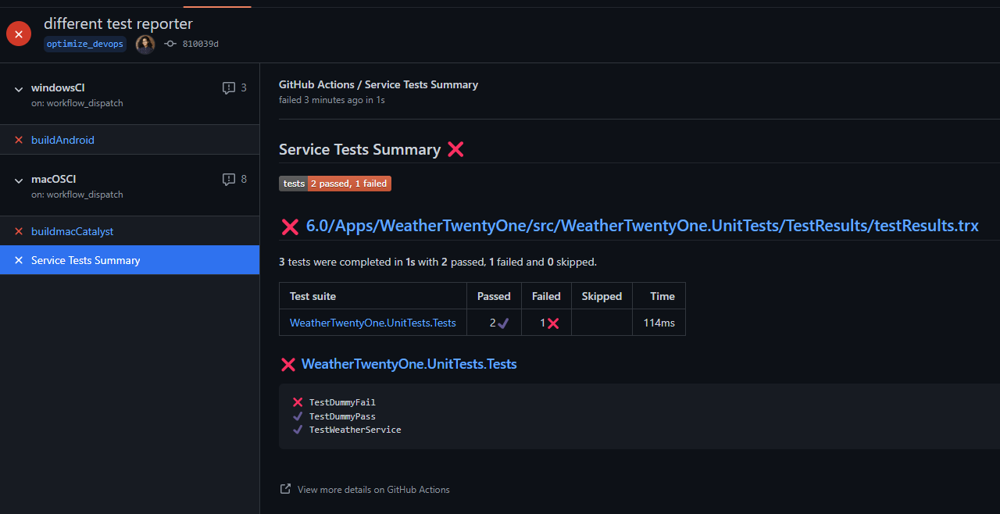 different test reporter
optimize_devops 810039d
windowsCI 3
on: workflow_dispatch
buildAndroid
macOSCI 8
on: workflow_dispatch
buildmacCatalyst
Service Tests Summary
GitHub Actions / Service Tests Summary
failed 3 minutes ago in 1s
Service Tests Summary ❌
tests 2 passed, 1 failed
❌ 6.0/Apps/WeatherTwentyOne/src/WeatherTwentyOne.UnitTests/TestResults/testResults.trx
3 tests were completed in 1s with 2 passed, 1 failed and 0 skipped.
Test suite Passed Failed Skipped Time
WeatherTwentyOne.UnitTests.Tests 2✔ 1❌ 114ms
❌ WeatherTwentyOne.UnitTests.Tests
❌ TestDummyFail
✔ TestDummyPass
✔ TestWeatherService
View more details on GitHub Actions